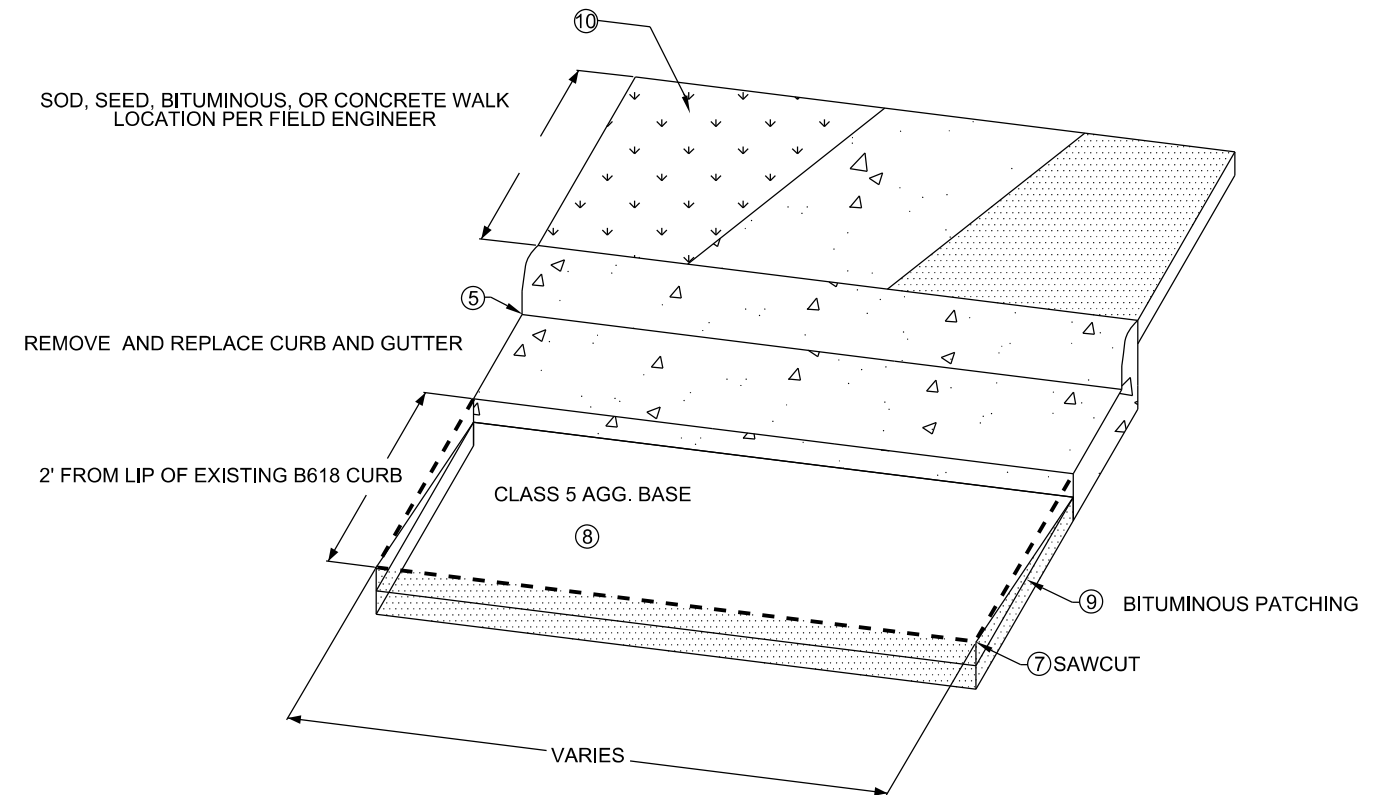 ⑩
SOD, SEED, BITUMINOUS, OR CONCRETE WALK
LOCATION PER FIELD ENGINEER
⑤
REMOVE AND REPLACE CURB AND GUTTER
2' FROM LIP OF EXISTING B618 CURB
CLASS 5 AGG. BASE
⑧
⑨ BITUMINOUS PATCHING
⑦ SAWCUT
VARIES